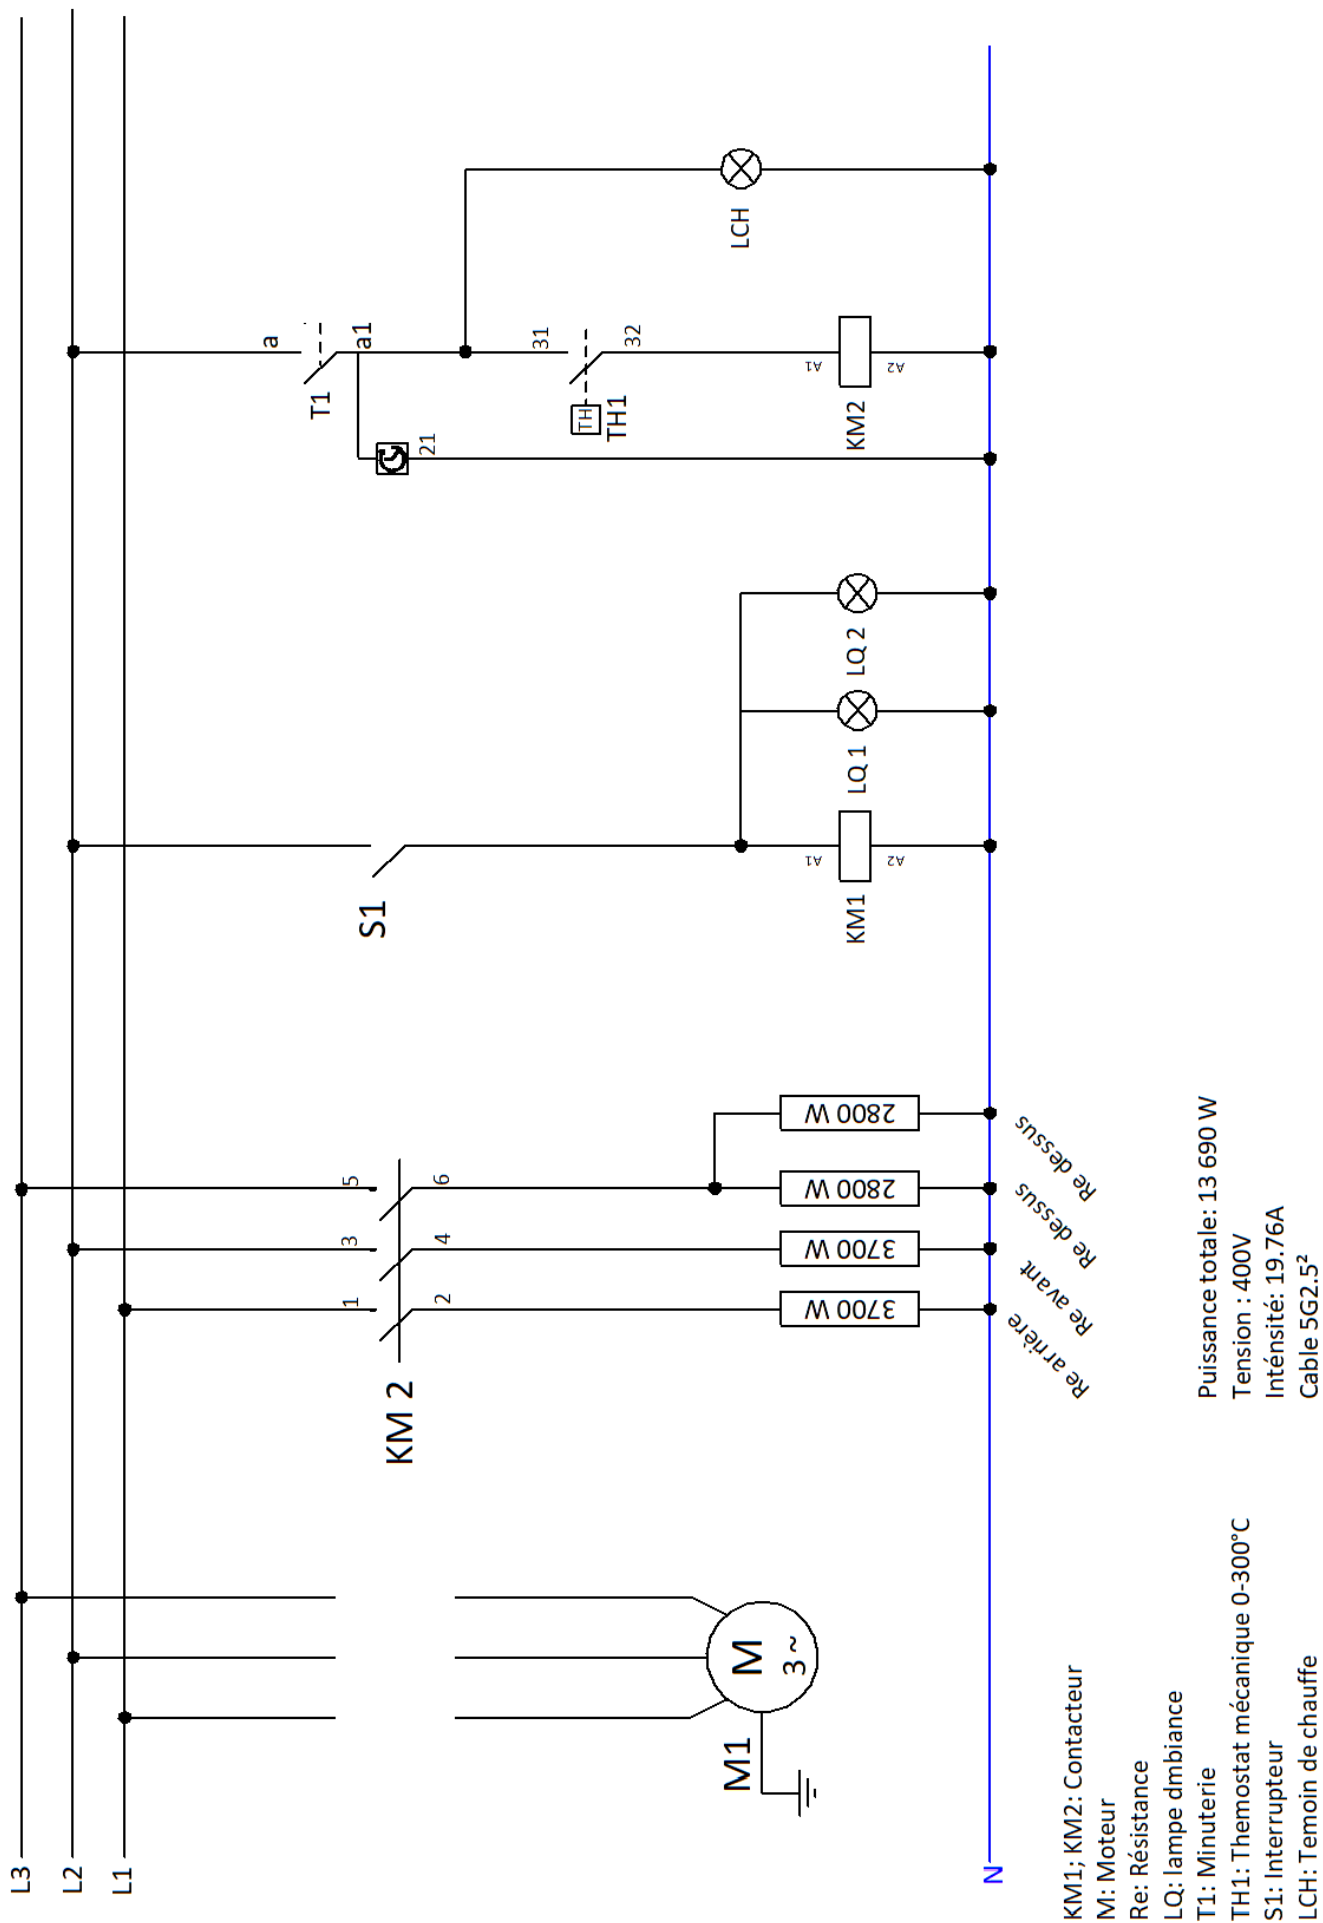 L3
L2
L1
N
M1
M
3~
KM 2
1
3
5
2
4
6
3700 W
3700 W
2800 W
2800 W
Re arrière
Re avant
Re dessus
Re dessus
S1
A1
A2
KM1
LQ 1
LQ 2
a
T1
a1
21
31
TH
TH1
32
A1
A2
KM2
LCH
KM1; KM2: Contacteur
M: Moteur
Re: Résistance
LQ: lampe dmbiance
T1: Minuterie
TH1: Themostat mécanique 0-300°C
S1: Interrupteur
LCH: Temoin de chauffe
Puissance totale: 13 690 W
Tension : 400V
Inténsité: 19.76A
Cable 5G2.5²